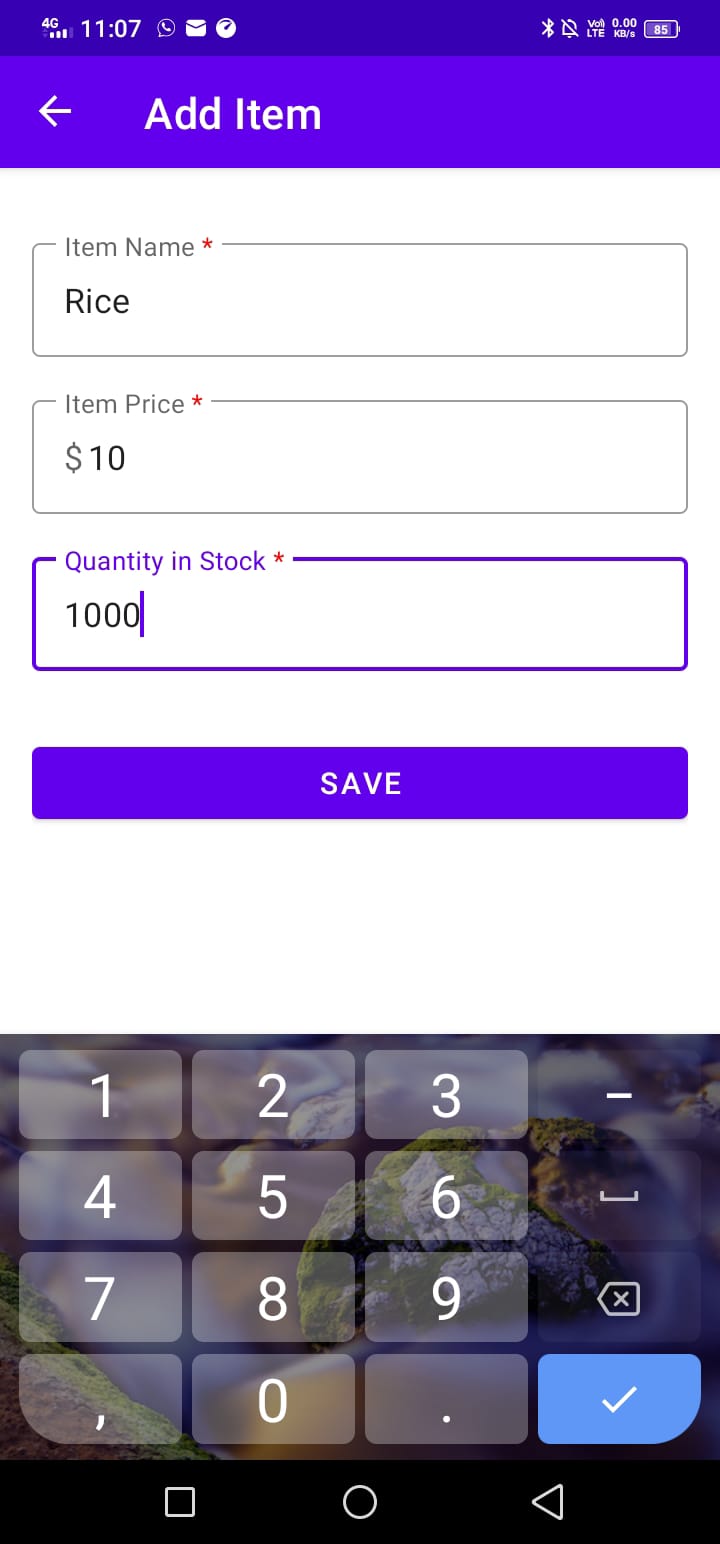 4G 11:07 Vo) LTE 0.00 KB/s 85
Add Item
Item Name *
Rice
Item Price *
$ 10
Quantity in Stock *
1000
SAVE
1 2 3 -
4 5 6
7 8 9
, 0 .